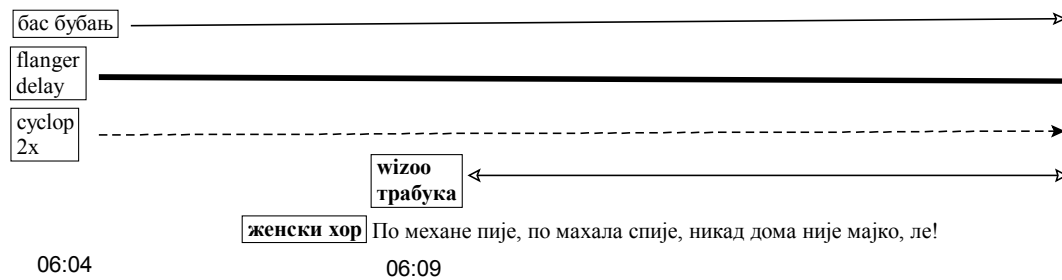 бас бубањ
flanger
delay
cyclop
2x
wizoo
трабука
женски хор По механе пије, по махала спије, никад дома није мајко, ле!
06:04 06:09